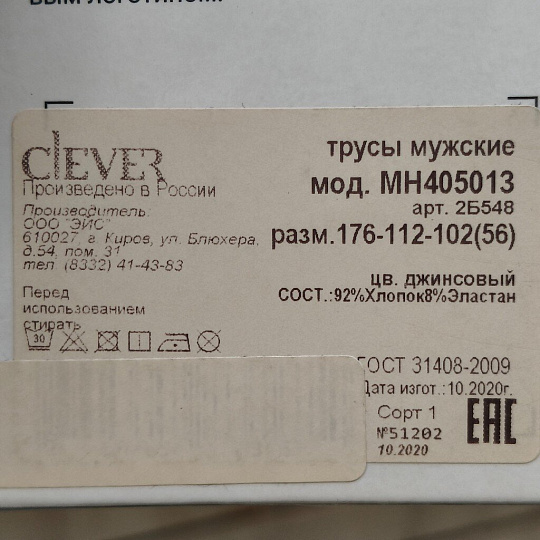 CLEVER
Произведено в России
Производитель:
ООО "ЭЙС"
610027, г. Киров, ул. Блюхера,
д.54, пом. 31
тел. (8332) 41-43-83
Перед
использованием
стирать
30
трусы мужские
мод. МН405013
арт. 2Б548
разм.176-112-102(56)
цв. джинсовый
СОСТ.:92%Хлопок8%Эластан
ГОСТ 31408-2009
Дата изгот.:10.2020г.
Сорт 1
№51202
10.2020
EAC